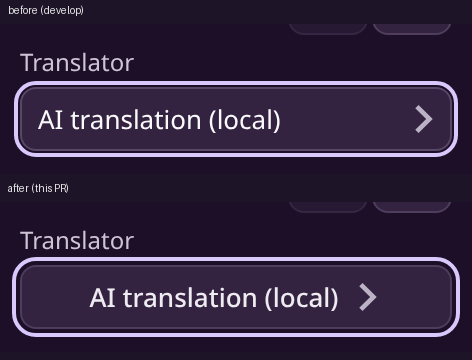 before (develop)
Translator
AI translation (local)
after (this PR)
Translator
AI translation (local)